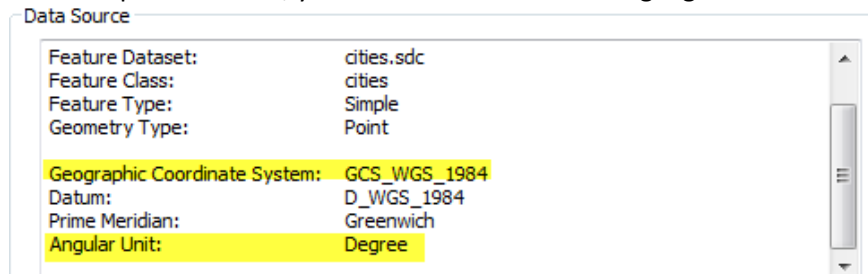 Data Source
Feature Dataset: cities.sdc
Feature Class: cities
Feature Type: Simple
Geometry Type: Point
Geographic Coordinate System: GCS_WGS_1984
Datum: D_WGS_1984
Prime Meridian: Greenwich
Angular Unit: Degree